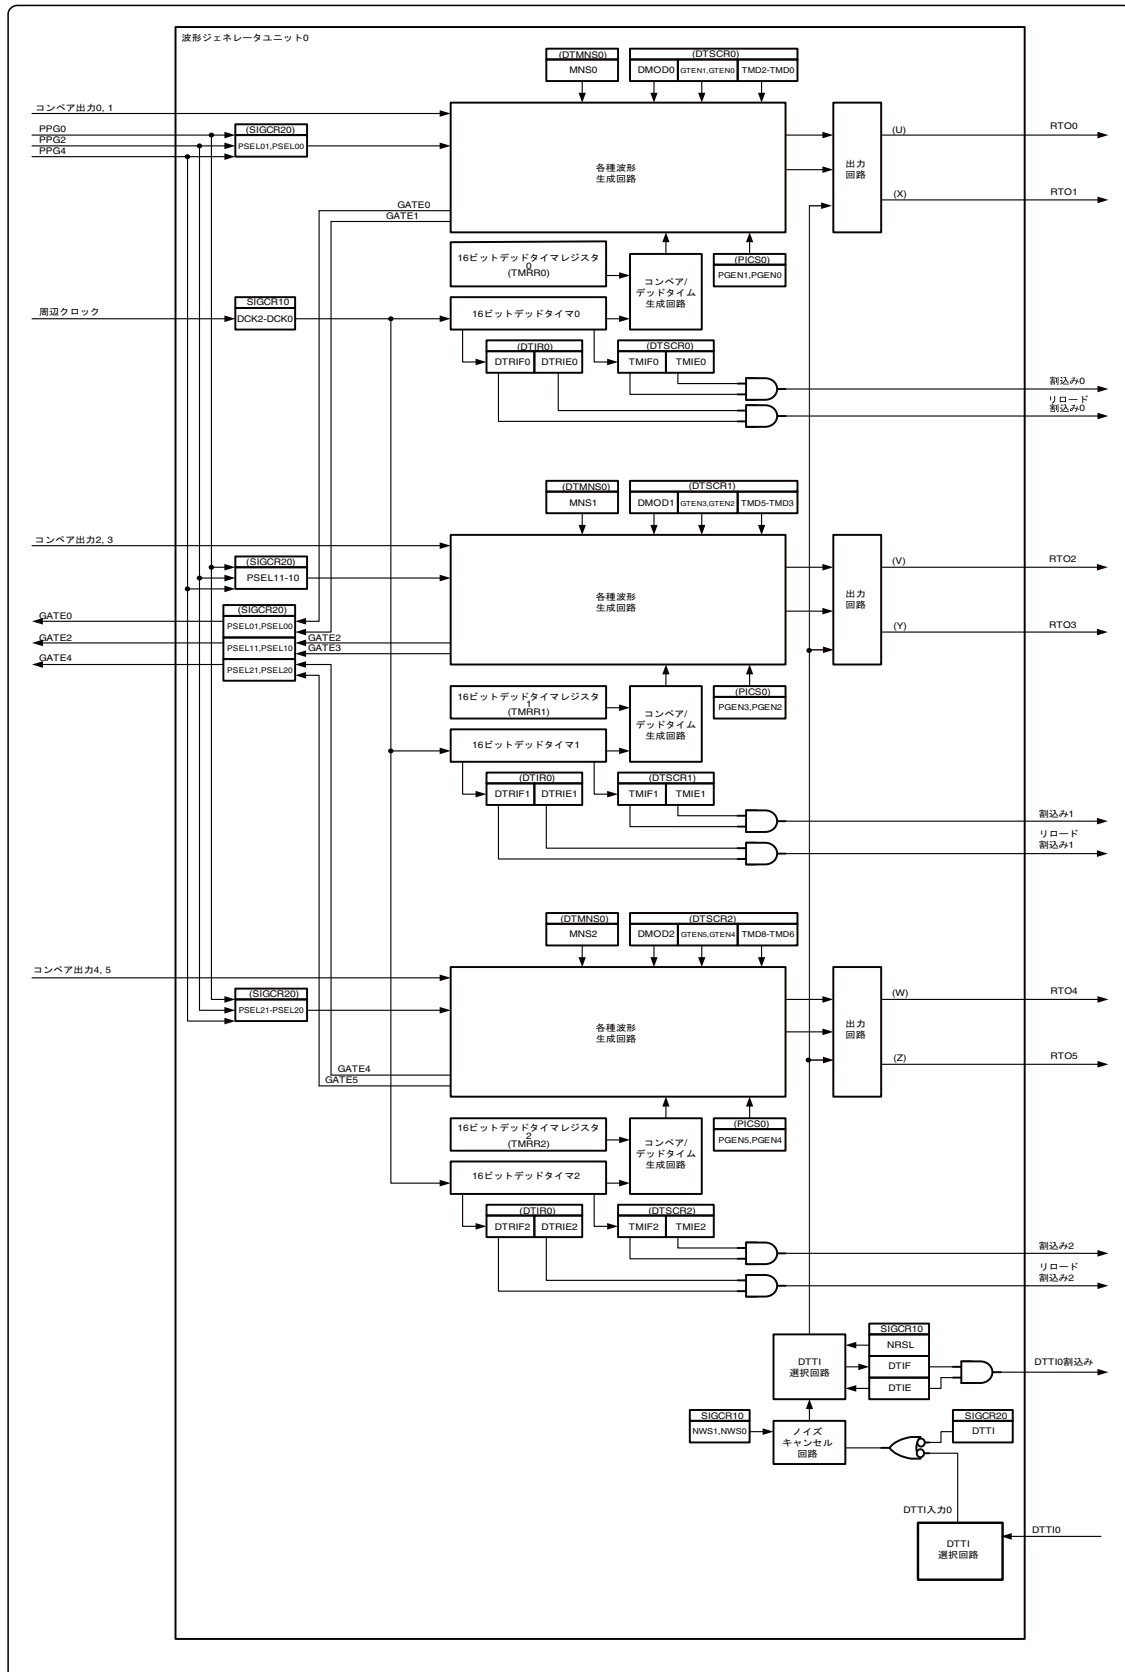 波形ジェネレータユニット0
(DTMNS0)
MNS0
(DTSCR0)
DMOD0
GTEN1,GTEN0
TMD2-TMD0
コンペア出力0, 1
PPG0
PPG2
PPG4
(SIGCR20)
PSEL01,PSEL00
各種波形
生成回路
出力
回路
(U)
RTO0
(X)
RTO1
GATE0
GATE1
16ビットデッドタイマレジスタ
0
(TMRR0)
コンペア/
デッドタイム
生成回路
(PICS0)
PGEN1,PGEN0
周辺クロック
SIGCR10
DCK2-DCK0
16ビットデッドタイマ0
(DTIR0)
DTRIF0
DTRIE0
(DTSCR0)
TMIF0
TMIE0
割込み0
リロード
割込み0
(DTMNS0)
MNS1
(DTSCR1)
DMOD1
GTEN3,GTEN2
TMD5-TMD3
コンペア出力2, 3
(SIGCR20)
PSEL11-10
各種波形
生成回路
出力
回路
(V)
RTO2
(Y)
RTO3
GATE0
GATE2
GATE4
(SIGCR20)
PSEL01,PSEL00
PSEL11,PSEL10
PSEL21,PSEL20
GATE2
GATE3
16ビットデッドタイマレジスタ
1
(TMRR1)
コンペア/
デッドタイム
生成回路
(PICS0)
PGEN3,PGEN2
16ビットデッドタイマ1
(DTIR0)
DTRIF1
DTRIE1
(DTSCR1)
TMIF1
TMIE1
割込み1
リロード
割込み1
(DTMNS0)
MNS2
(DTSCR2)
DMOD2
GTEN5,GTEN4
TMD8-TMD6
コンペア出力4, 5
(SIGCR20)
PSEL21-PSEL20
各種波形
生成回路
出力
回路
(W)
RTO4
(Z)
RTO5
GATE4
GATE5
16ビットデッドタイマレジスタ
2
(TMRR2)
コンペア/
デッドタイム
生成回路
(PICS0)
PGEN5,PGEN4
16ビットデッドタイマ2
(DTIR0)
DTRIF2
DTRIE2
(DTSCR2)
TMIF2
TMIE2
割込み2
リロード
割込み2
DTTI
選択回路
SIGCR10
NRSL
DTIF
DTIE
DTTI0割込み
SIGCR10
NWS1,NWS0
ノイズ
キャンセル
回路
SIGCR20
DTTI
DTTI入力0
DTTI
選択回路
DTTI0